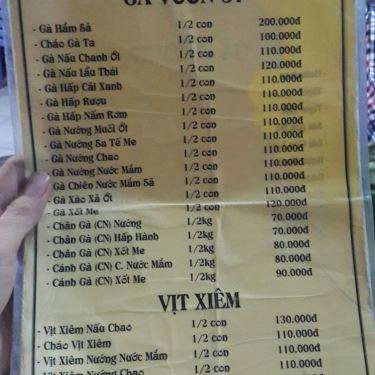 - Gà Hầm Sả 1/2 con 200.000đ
- Cháo Gà Ta 1/2 con 100.000đ
- Gà Nấu Chanh Ớt 1/2 con 110.000đ
- Gà Nấu Lẩu Thái 1/2 con 120.000đ
- Gà Hấp Cải Xanh 1/2 con 110.000đ
- Gà Hấp Rượu 1/2 con 110.000đ
- Gà Hấp Nấm Rơm 1/2 con 110.000đ
- Gà Nướng Muối Ớt 1/2 con 110.000đ
- Gà Nướng Sa Tế Me 1/2 con 110.000đ
- Gà Nướng Chao 1/2 con 110.000đ
- Gà Nướng Nước Mắm 1/2 con 110.000đ
- Gà Chiên Nước Mắm Sả 1/2 con 110.000đ
- Gà Xào Xả Ớt 1/2 con 110.000đ
- Gà Xốt Me 1/2 con 120.000đ
- Chân Gà (CN) Nướng 1/2kg 70.000đ
- Chân Gà (CN) Hấp Hành 1/2kg 70.000đ
- Chân Gà (CN) Xốt Me 1/2kg 80.000đ
- Cánh Gà (CN) C. Nước Mắm 1/2kg 80.000đ
- Cánh Gà (CN) Xốt Me 1/2kg 90.000đ
VỊT XIÊM
- Vịt Xiêm Nấu Chao 1/2 con 130.000đ
- Cháo Vịt Xiêm 1/2 con 110.000đ
- Vịt Xiêm Nướng Nước Mắm 1/2 con 110.000đ
- Vịt Xiêm Nướng Chao 1/2 con 110.000đ